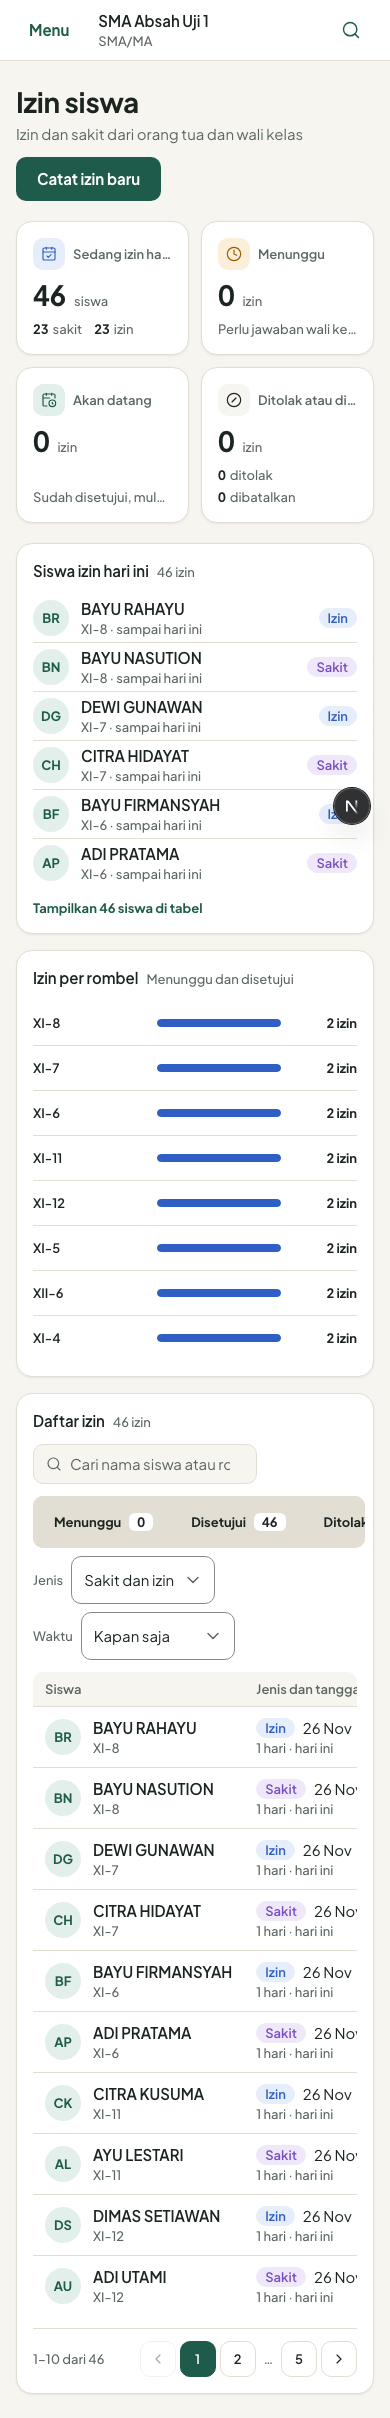 Menu
SMA Absah Uji 1
SMA/MA
Izin siswa
Izin dan sakit dari orang tua dan wali kelas
Catat izin baru
Sedang izin ha...
46 siswa
23 sakit 23 izin
Menunggu
0 izin
Perlu jawaban wali ke...
Akan datang
0 izin
Sudah disetujui, mul...
Ditolak atau di...
0 izin
0 ditolak
0 dibatalkan
Siswa izin hari ini 46 izin
BR BAYU RAHAYU Izin
XI-8 · sampai hari ini
BN BAYU NASUTION Sakit
XI-8 · sampai hari ini
DG DEWI GUNAWAN Izin
XI-7 · sampai hari ini
CH CITRA HIDAYAT Sakit
XI-7 · sampai hari ini
BF BAYU FIRMANSYAH
XI-6 · sampai hari ini
N
AP ADI PRATAMA Sakit
XI-6 · sampai hari ini
Tampilkan 46 siswa di tabel
Izin per rombel Menunggu dan disetujui
XI-8 2 izin
XI-7 2 izin
XI-6 2 izin
XI-11 2 izin
XI-12 2 izin
XI-5 2 izin
XII-6 2 izin
XI-4 2 izin
Daftar izin 46 izin
Cari nama siswa atau rc
Menunggu 0 Disetujui 46 Ditolak
Jenis Sakit dan izin
Waktu Kapan saja
Siswa Jenis dan tangga
BR BAYU RAHAYU Izin 26 Nov
XI-8 1 hari · hari ini
BN BAYU NASUTION Sakit 26 Nov
XI-8 1 hari · hari ini
DG DEWI GUNAWAN Izin 26 Nov
XI-7 1 hari · hari ini
CH CITRA HIDAYAT Sakit 26 Nov
XI-7 1 hari · hari ini
BF BAYU FIRMANSYAH Izin 26 Nov
XI-6 1 hari · hari ini
AP ADI PRATAMA Sakit 26 Nov
XI-6 1 hari · hari ini
CK CITRA KUSUMA Izin 26 Nov
XI-11 1 hari · hari ini
AL AYU LESTARI Sakit 26 Nov
XI-11 1 hari · hari ini
DS DIMAS SETIAWAN Izin 26 Nov
XI-12 1 hari · hari ini
AU ADI UTAMI Sakit 26 Nov
XI-12 1 hari · hari ini
1-10 dari 46 1 2 ... 5